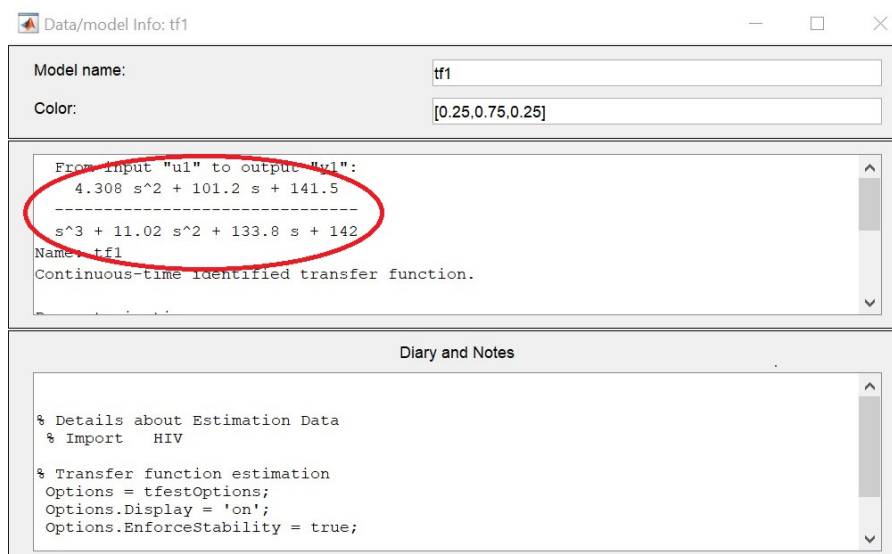 Data/model Info: tf1
Model name:
tf1
Color:
[0.25,0.75,0.25]
From input "u1" to output "y1":
4.308 s^2 + 101.2 s + 141.5
-------------------------------
s^3 + 11.02 s^2 + 133.8 s + 142
Name: tf1
Continuous-time identified transfer function.
Diary and Notes
% Details about Estimation Data
% Import   HIV
% Transfer function estimation
Options = tfestOptions;
Options.Display = 'on';
Options.EnforceStability = true;